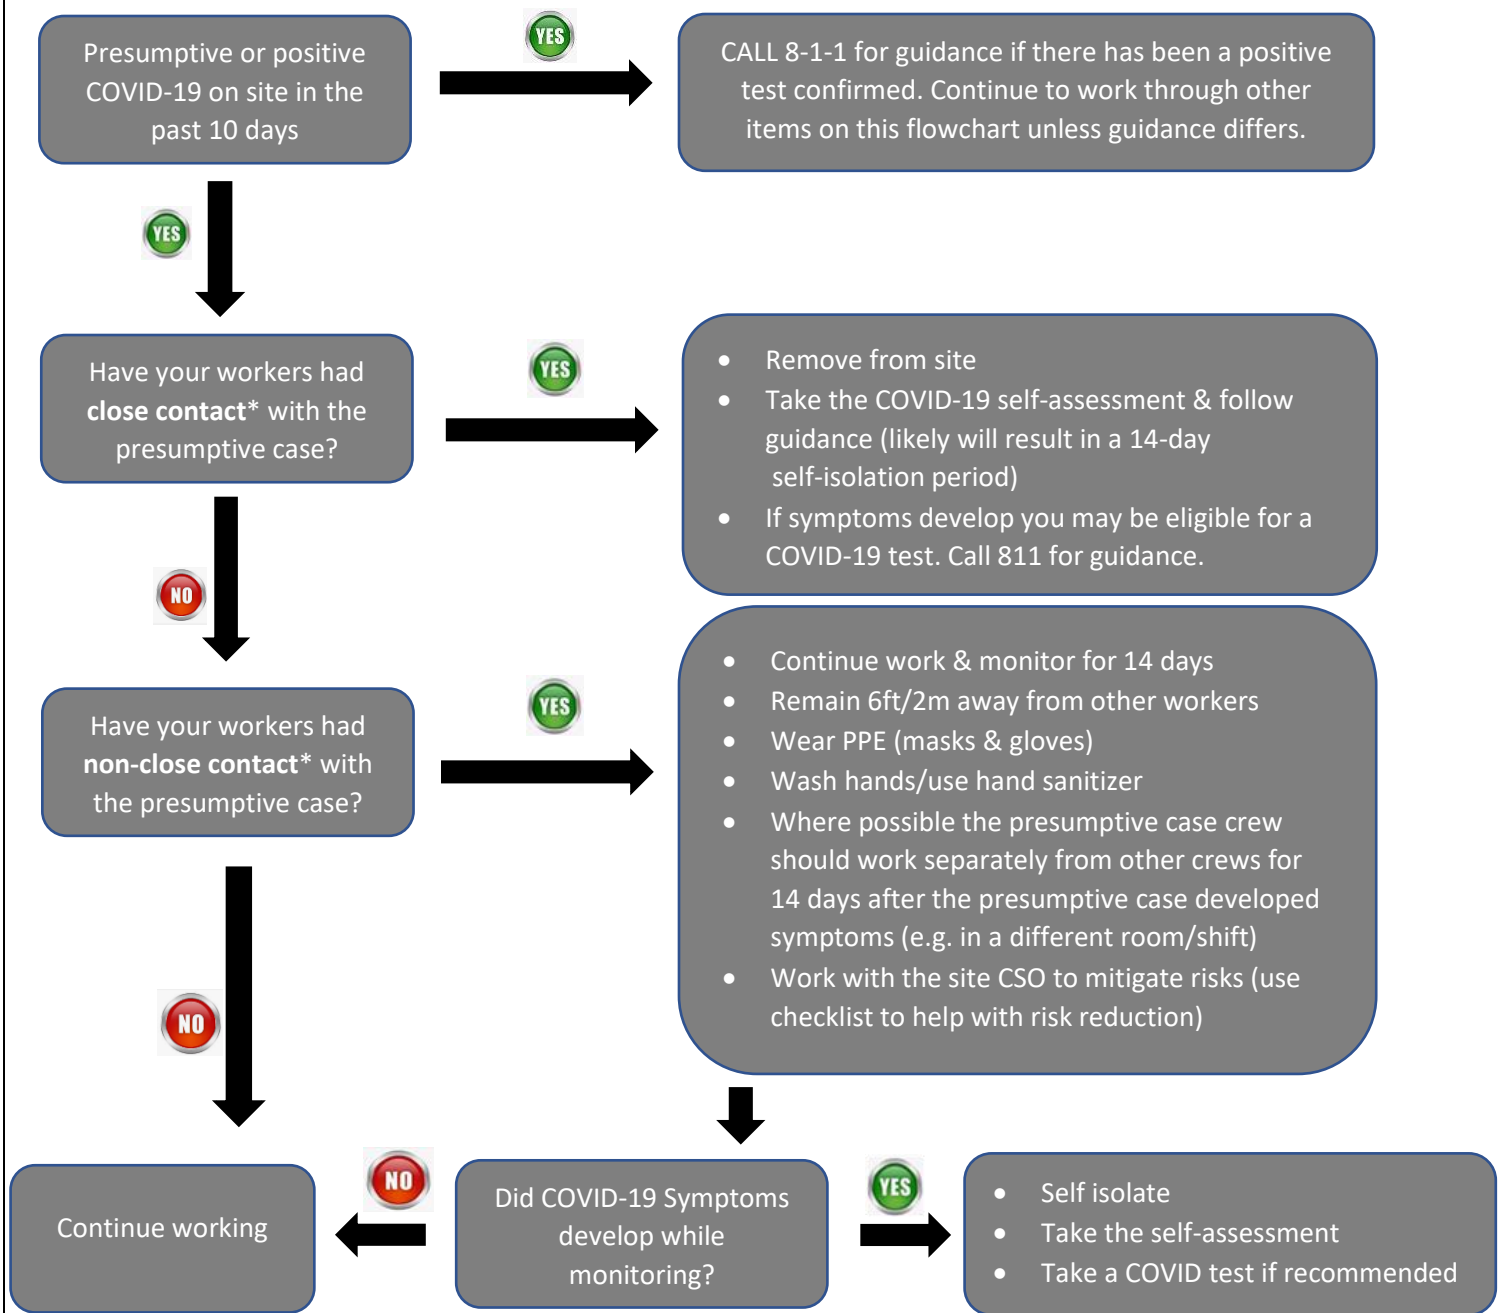 Presumptive or positive
COVID-19 on site in the
past 10 days
YES
CALL 8-1-1 for guidance if there has been a positive
test confirmed. Continue to work through other
items on this flowchart unless guidance differs.
YES
Have your workers had
close contact* with the
presumptive case?
YES
• Remove from site
• Take the COVID-19 self-assessment & follow
guidance (likely will result in a 14-day
self-isolation period)
• If symptoms develop you may be eligible for a
COVID-19 test. Call 811 for guidance.
NO
Have your workers had
non-close contact* with
the presumptive case?
YES
• Continue work & monitor for 14 days
• Remain 6ft/2m away from other workers
• Wear PPE (masks & gloves)
• Wash hands/use hand sanitizer
• Where possible the presumptive case crew
should work separately from other crews for
14 days after the presumptive case developed
symptoms (e.g. in a different room/shift)
• Work with the site CSO to mitigate risks (use
checklist to help with risk reduction)
NO
Continue working
NO
Did COVID-19 Symptoms
develop while
monitoring?
YES
• Self isolate
• Take the self-assessment
• Take a COVID test if recommended